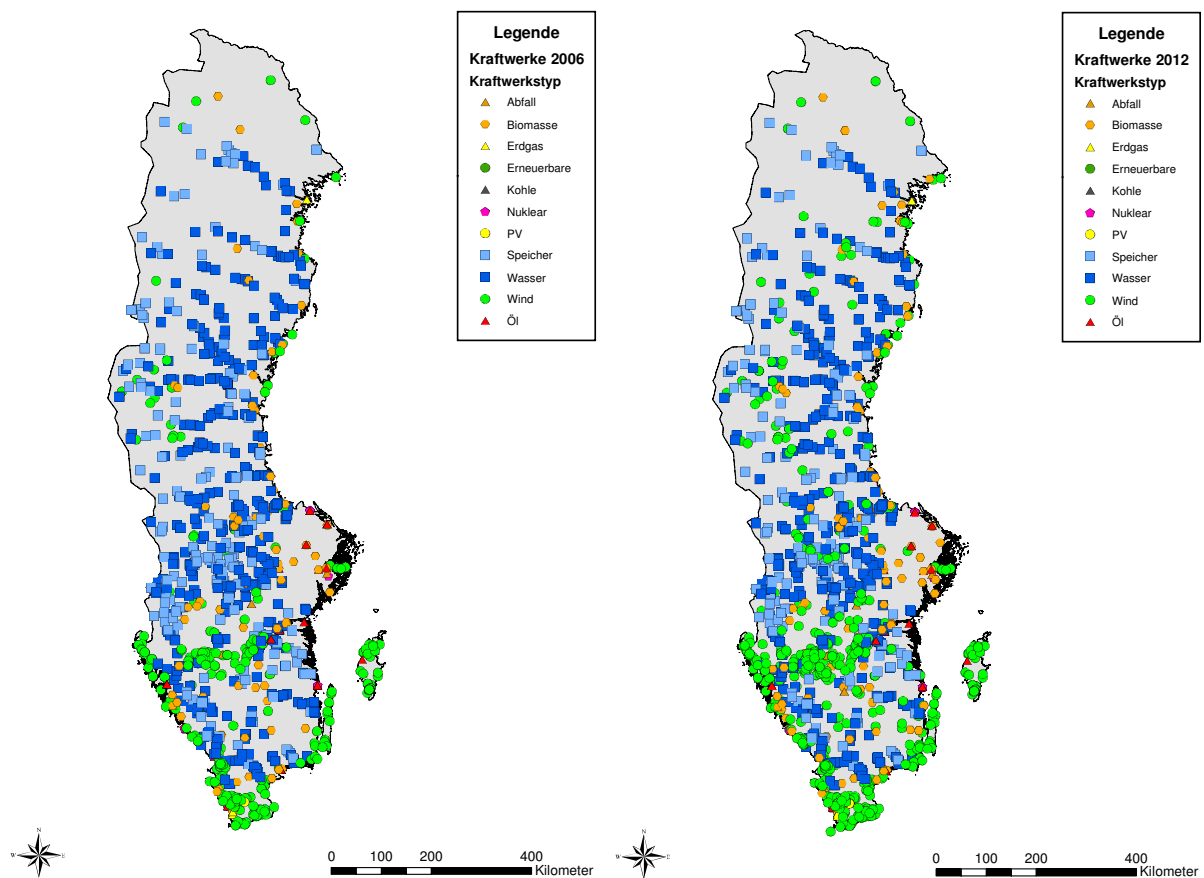 Legende
Kraftwerke 2006
Kraftwerkstyp
Abfall
Biomasse
Erdgas
Erneuerbare
Kohle
Nuklear
PV
Speicher
Wasser
Wind
Öl
N
W E
S
0 100 200 400
Kilometer
Legende
Kraftwerke 2012
Kraftwerkstyp
Abfall
Biomasse
Erdgas
Erneuerbare
Kohle
Nuklear
PV
Speicher
Wasser
Wind
Öl
N
W E
S
0 100 200 400
Kilometer